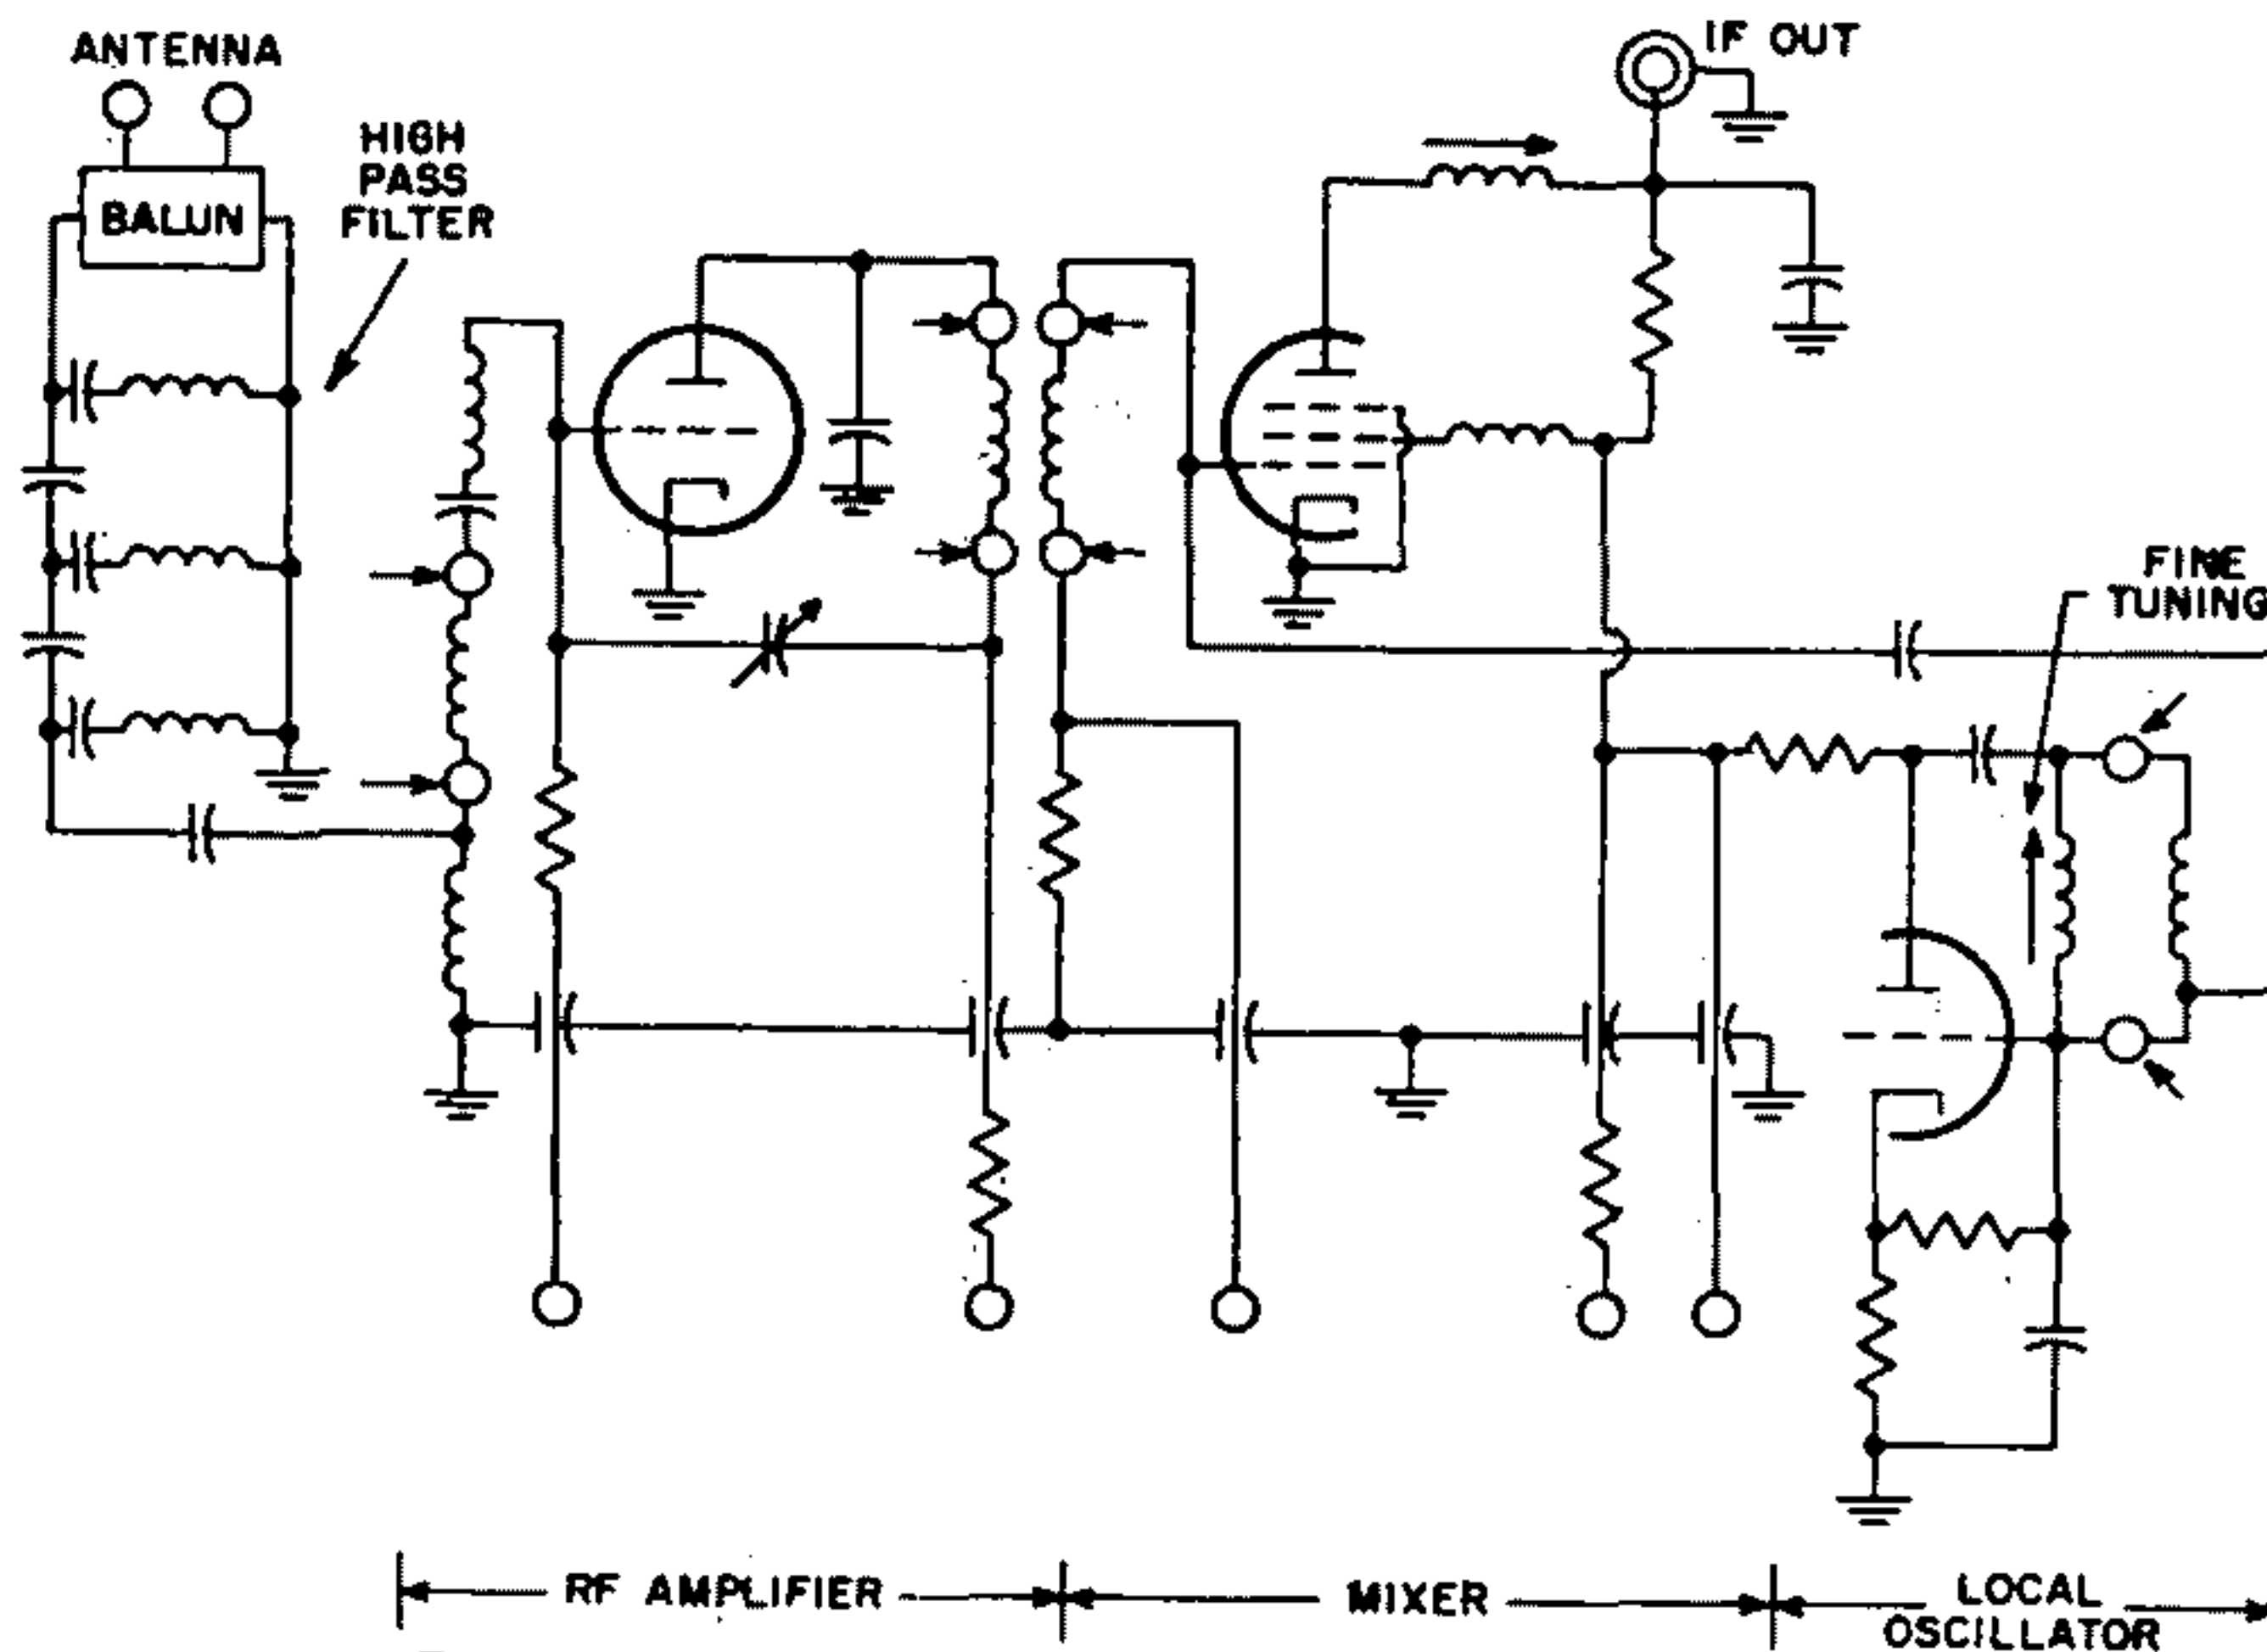 ANTENNA
BALUN
HIGH
PASS
FILTER
IF OUT
FINE
TUNING
RF AMPLIFIER
MIXER
LOCAL
OSCILLATOR